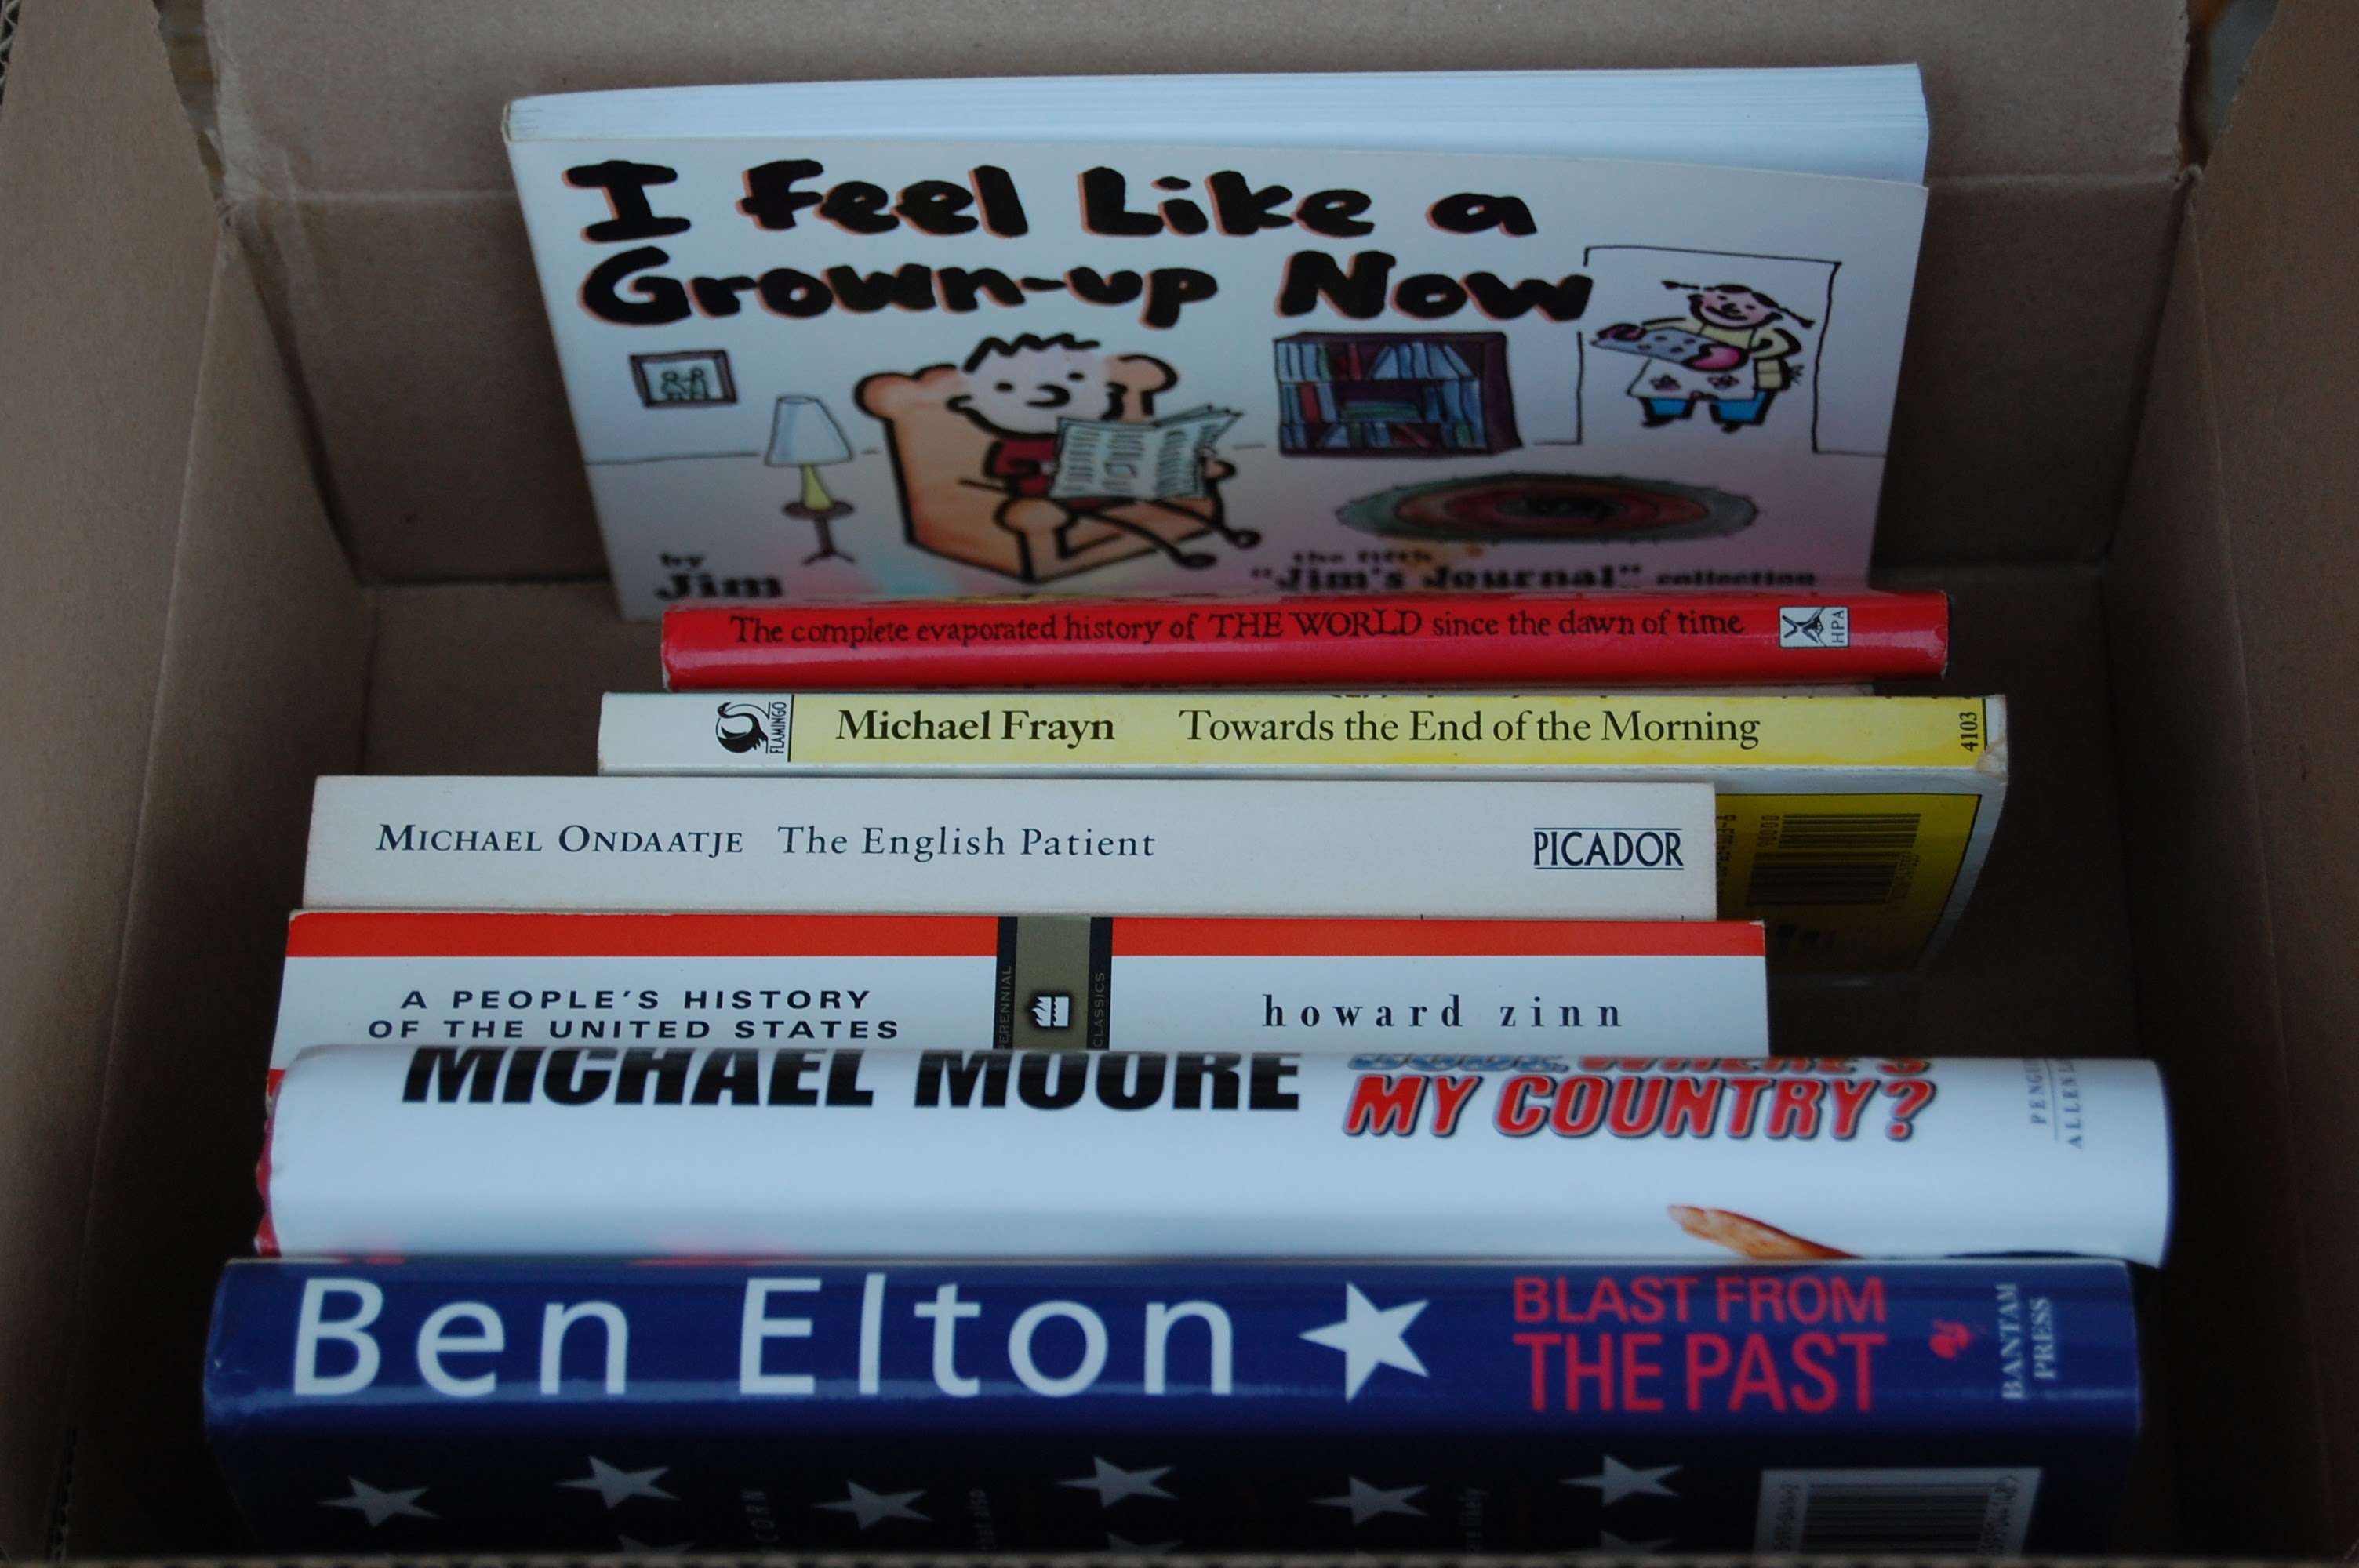 I feel Like a
Grown-up Now
by
Jim
the fifth
"Jim's Journal" collection
The complete evaporated history of THE WORLD since the dawn of time
HPA
FLAMINGO
Michael Frayn Towards the End of the Morning
4103
MICHAEL ONDAATJE The English Patient
PICADOR
A PEOPLE'S HISTORY
OF THE UNITED STATES
PERENNIAL
CLASSICS
howard zinn
MICHAEL MOORE
DUDE, WHERE'S
MY COUNTRY?
Ben Elton
BLAST FROM
THE PAST
BANTAM
PRESS